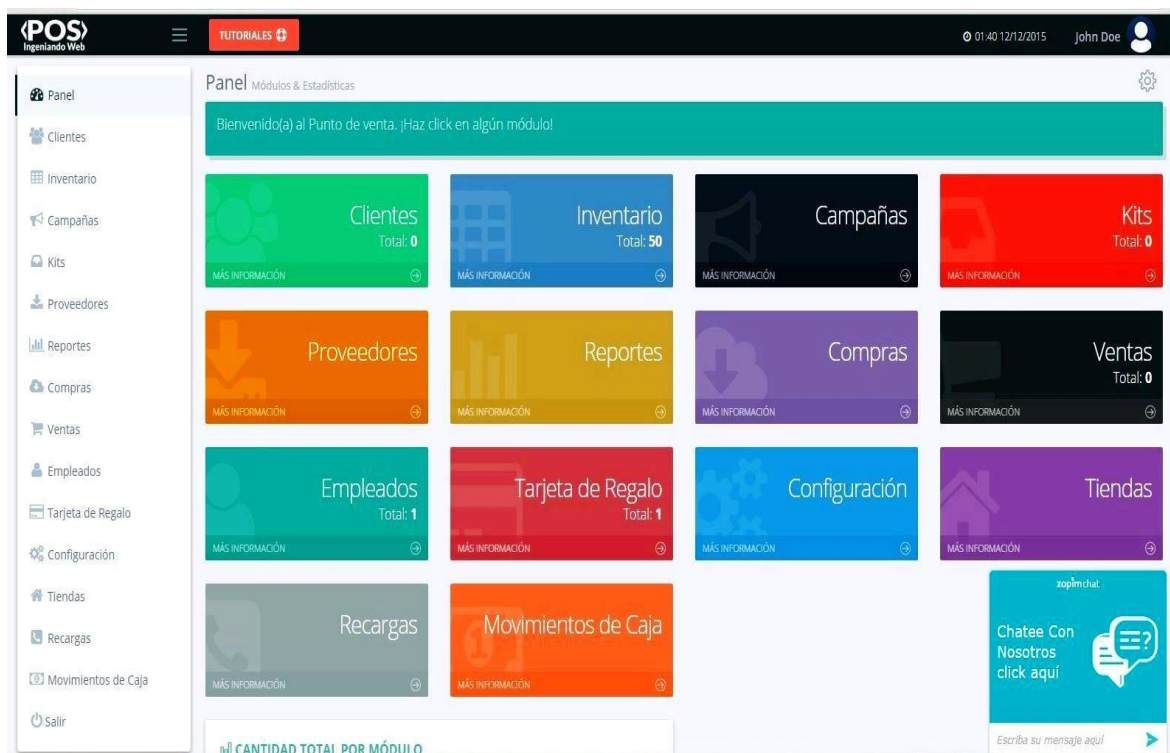 ‹POS›
Ingeniando Web
TUTORIALES
01:40 12/12/2015
John Doe
Panel
Clientes
Inventario
Campañas
Kits
Proveedores
Reportes
Compras
Ventas
Empleados
Tarjeta de Regalo
Configuración
Tiendas
Recargas
Movimientos de Caja
Salir
Panel Módulos & Estadísticas
Bienvenido(a) al Punto de venta. ¡Haz click en algún módulo!
Clientes
Total: 0
MÁS INFORMACIÓN
Inventario
Total: 50
MÁS INFORMACIÓN
Campañas
MÁS INFORMACIÓN
Kits
Total: 0
MÁS INFORMACIÓN
Proveedores
MÁS INFORMACIÓN
Reportes
MÁS INFORMACIÓN
Compras
MÁS INFORMACIÓN
Ventas
Total: 0
MÁS INFORMACIÓN
Empleados
Total: 1
MÁS INFORMACIÓN
Tarjeta de Regalo
Total: 1
MÁS INFORMACIÓN
Configuración
MÁS INFORMACIÓN
Tiendas
MÁS INFORMACIÓN
Recargas
MÁS INFORMACIÓN
Movimientos de Caja
MÁS INFORMACIÓN
CANTIDAD TOTAL POR MÓDULO
zopim chat
Chatee Con
Nosotros
click aquí
Escriba su mensaje aquí